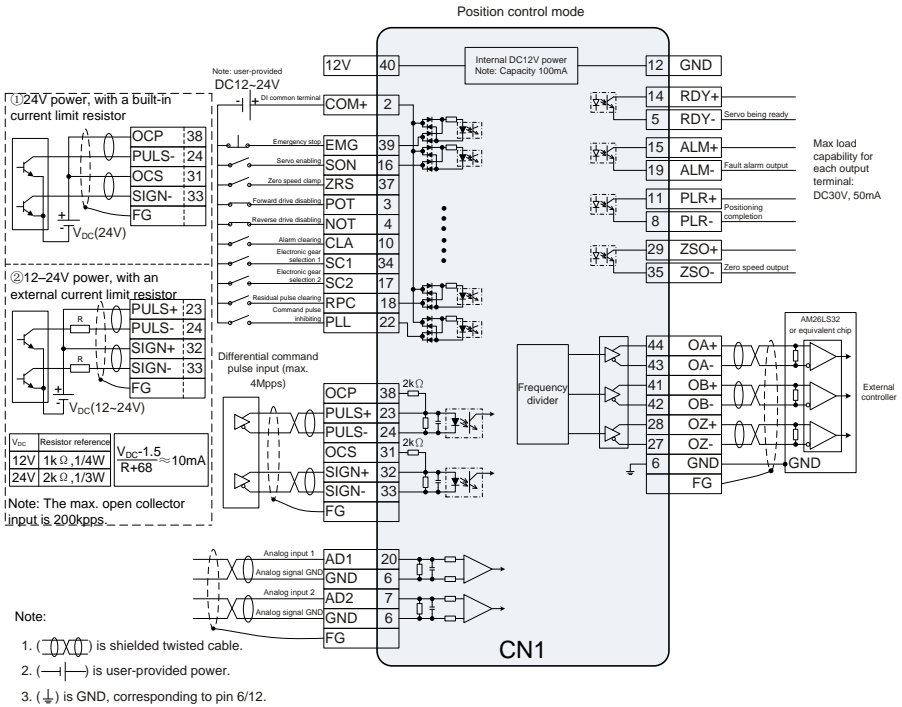 Position control mode
Note: user-provided
DC12~24V
- + DI common terminal
12V 40
COM+ 2
Emergency stop EMG 39
Servo enabling SON 16
Zero speed clamp ZRS 37
Forward drive disabling POT 3
Reverse drive disabling NOT 4
Alarm clearing CLA 10
Electronic gear
selection 1 SC1 34
Electronic gear
selection 2 SC2 17
Residual pulse clearing RPC 18
Command pulse
inhibiting PLL 22
Internal DC12V power
Note: Capacity 100mA
12 GND
14 RDY+
5 RDY- Servo being ready
15 ALM+
19 ALM- Fault alarm output
11 PLR+
8 PLR- Positioning
completion
29 ZSO+
35 ZSO- Zero speed output
Max load
capability for
each output
terminal:
DC30V, 50mA
①24V power, with a built-in
current limit resistor
OCP 38
PULS- 24
OCS 31
SIGN- 33
FG
+
-
VDC(24V)
②12–24V power, with an
external current limit resistor
PULS+ 23
R PULS- 24
SIGN+ 32
R SIGN- 33
FG
+
-
VDC(12~24V)
VDC Resistor reference
12V 1k Ω ,1/4W
24V 2k Ω ,1/3W
VDC-1.5
R+68
≈10mA
Note: The max. open collector
input is 200kpps.
Differential command
pulse input (max.
4Mpps)
OCP 38 2kΩ
PULS+ 23
PULS- 24
OCS 31 2kΩ
SIGN+ 32
SIGN- 33
FG
Frequency
divider
44 OA+
43 OA-
41 OB+
42 OB-
28 OZ+
27 OZ-
6 GND
FG
AM26LS32
or equivalent chip
GND
External
controller
Analog input 1 AD1 20
Analog signal GND GND 6
Analog input 2 AD2 7
Analog signal GND GND 6
FG
CN1
Note:
1. ( ) is shielded twisted cable.
2. ( ) is user-provided power.
3. ( ) is GND, corresponding to pin 6/12.